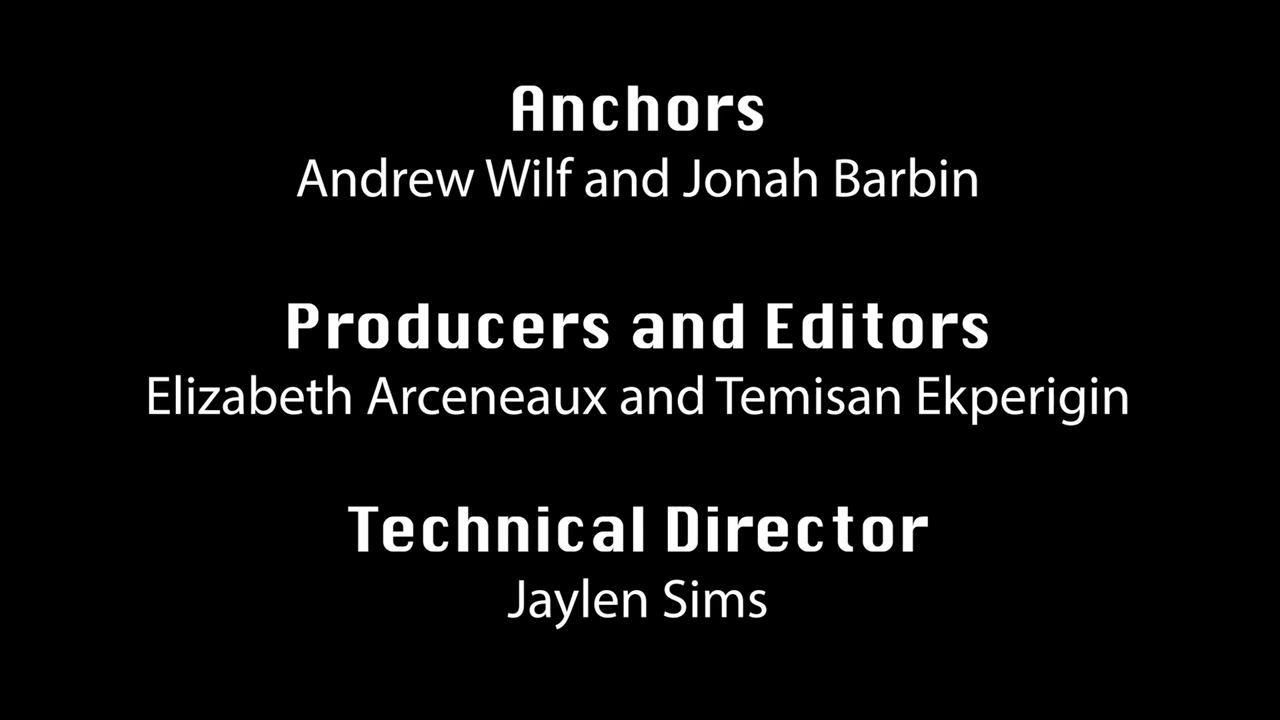 Anchors
Andrew Wilf and Jonah Barbin
Producers and Editors
Elizabeth Arceneaux and Temisan Ekperigin
Technical Director
Jaylen Sims